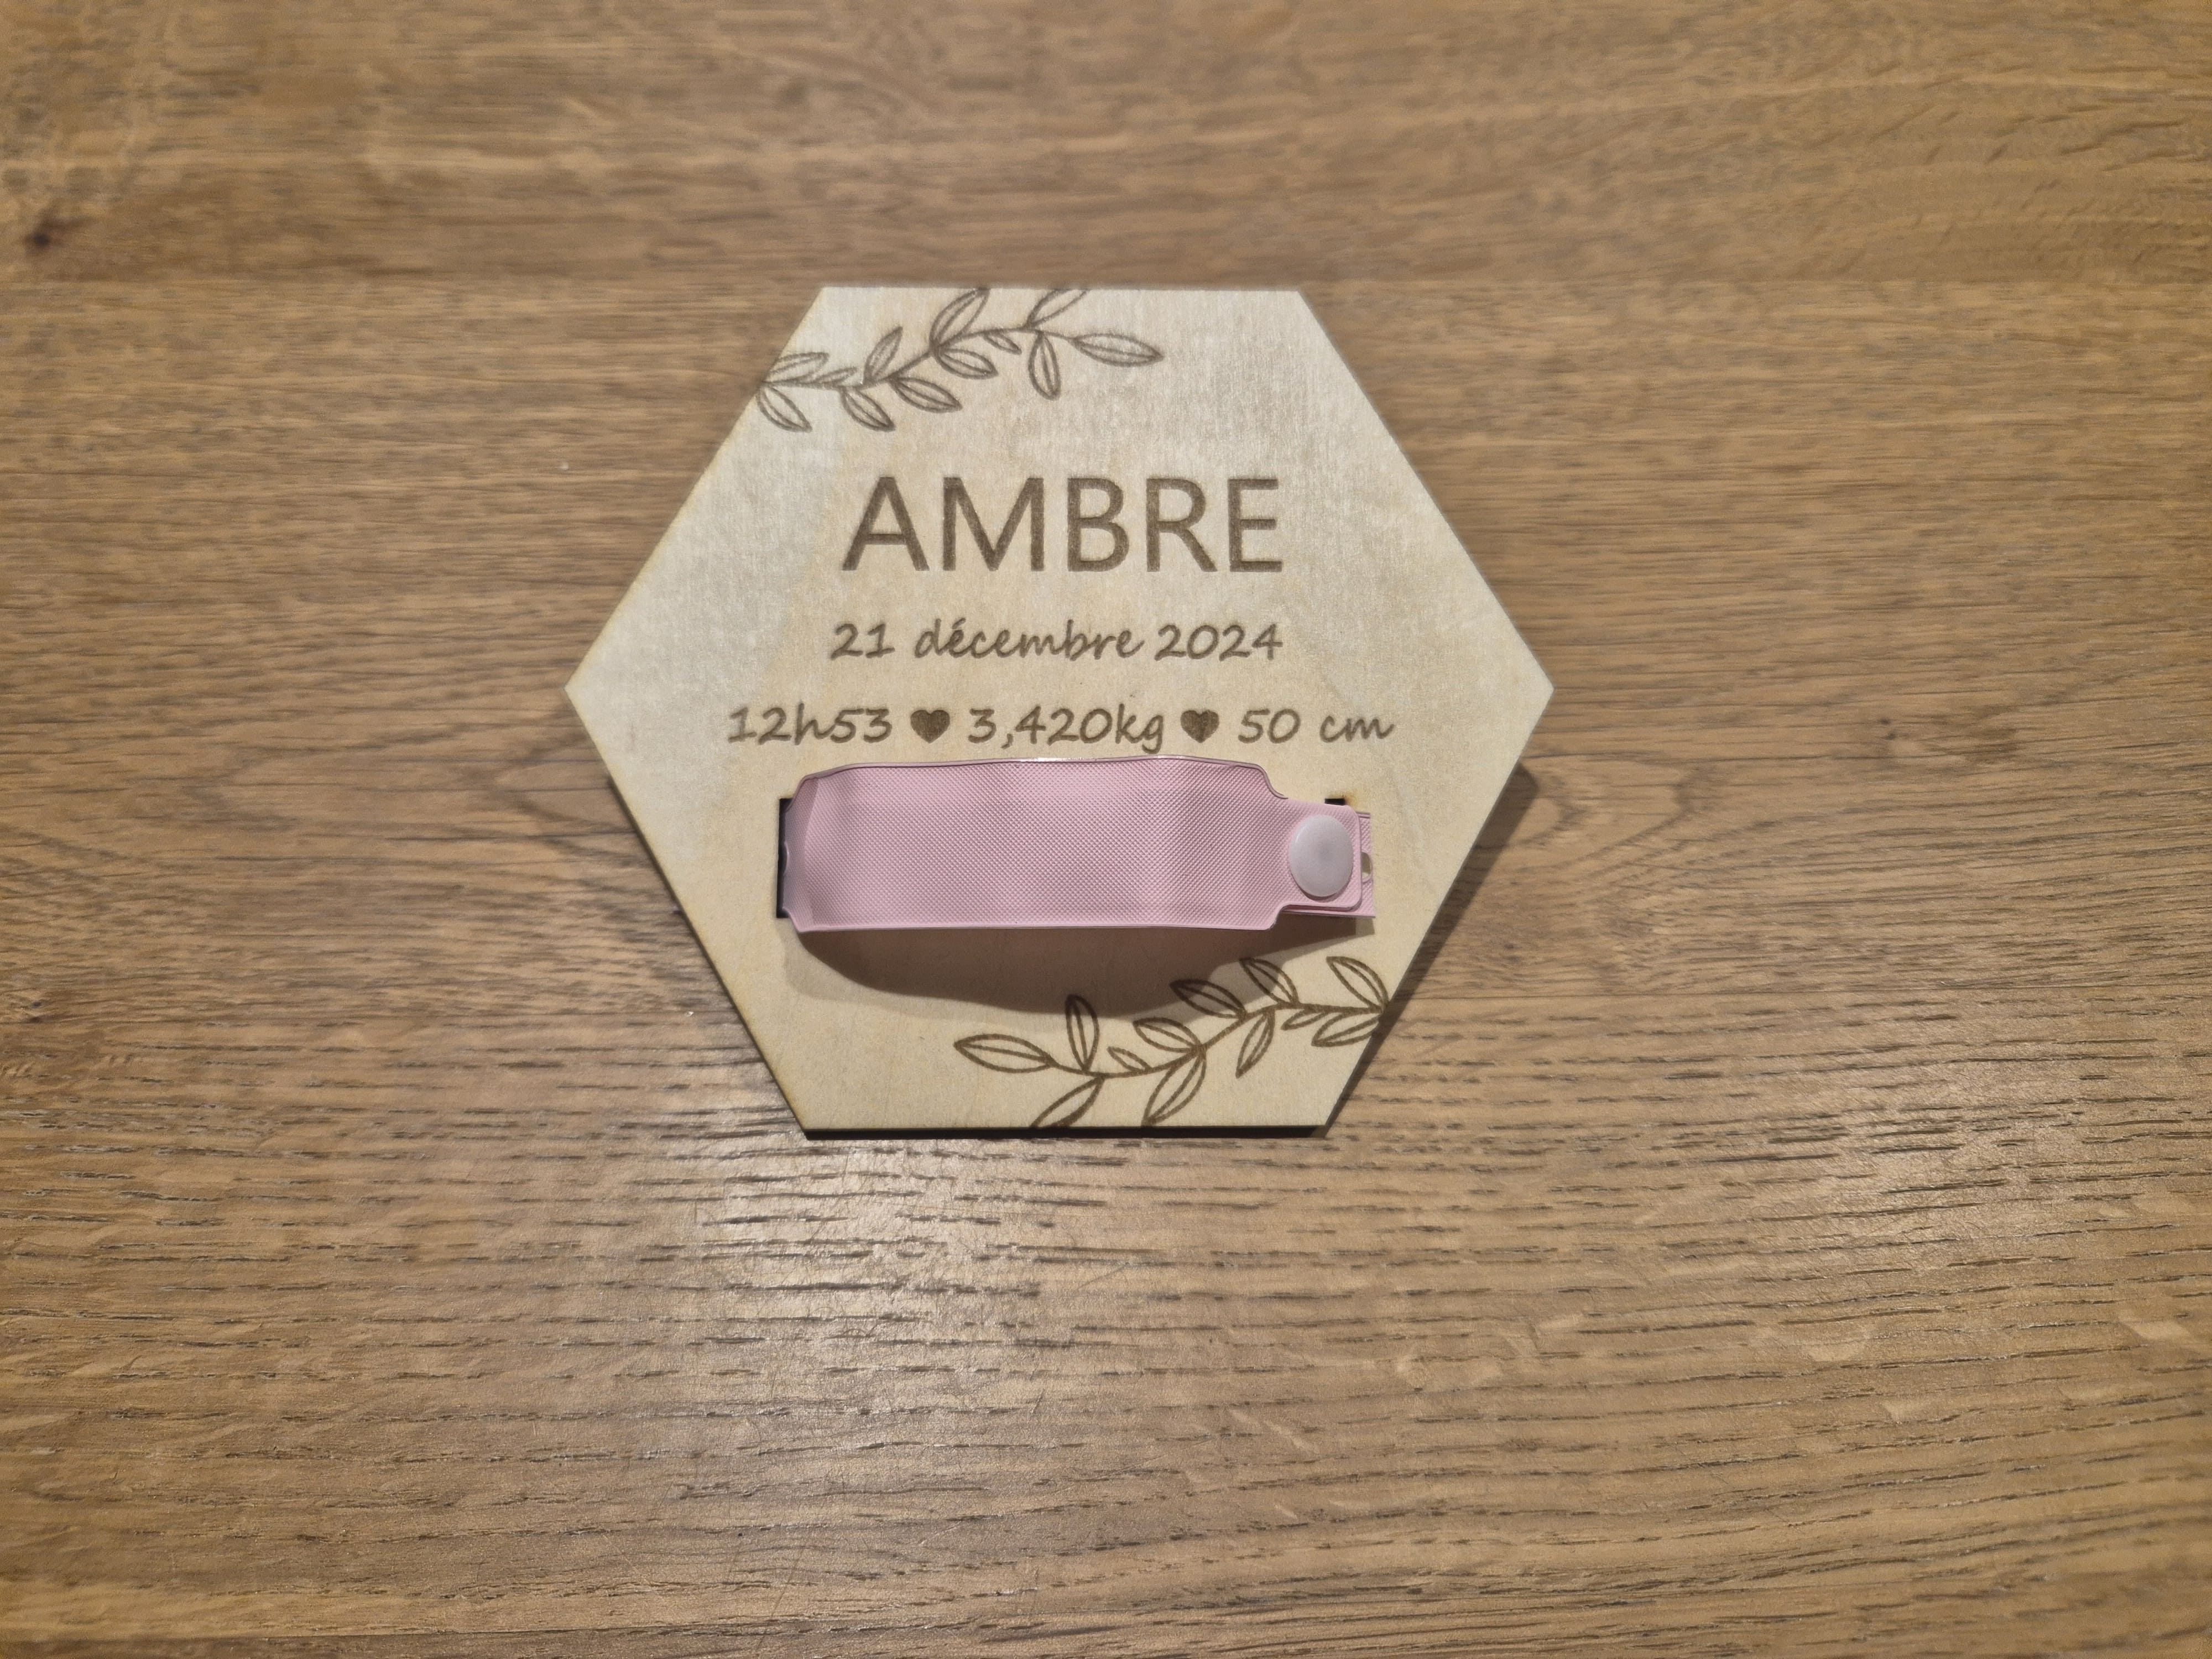 AMBRE
21 décembre 2024
12h53 ♥ 3,420kg ♥ 50 cm